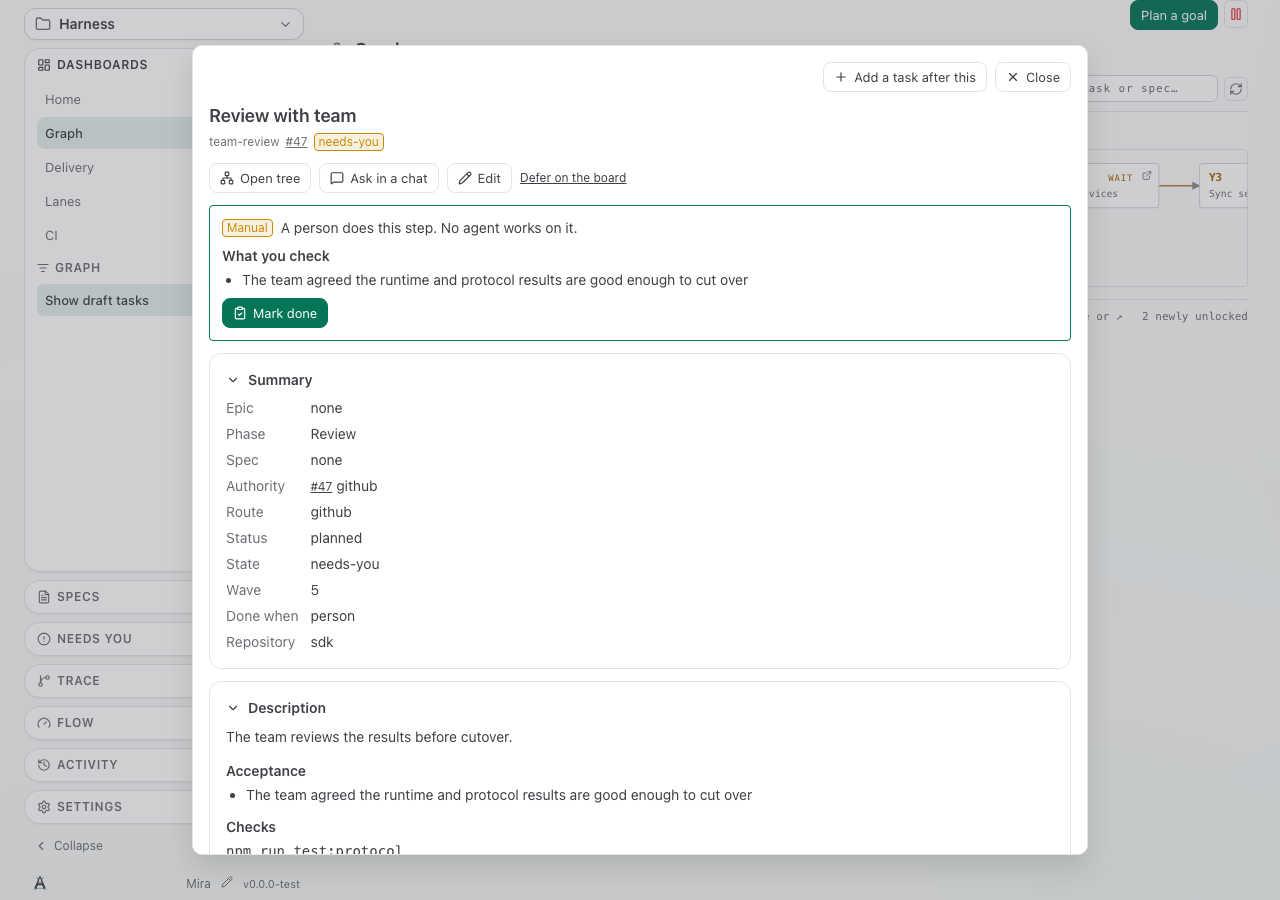 Harness
Plan a goal
DASHBOARDS
Home
Graph
Delivery
Lanes
CI
GRAPH
Show draft tasks
SPECS
NEEDS YOU
TRACE
FLOW
ACTIVITY
SETTINGS
Collapse
Mira v0.0.0-test
Add a task after this
Close
Review with team
team-review #47 needs-you
Open tree
Ask in a chat
Edit
Defer on the board
Manual A person does this step. No agent works on it.
What you check
• The team agreed the runtime and protocol results are good enough to cut over
Mark done
Summary
Epic none
Phase Review
Spec none
Authority #47 github
Route github
Status planned
State needs-you
Wave 5
Done when person
Repository sdk
Description
The team reviews the results before cutover.
Acceptance
• The team agreed the runtime and protocol results are good enough to cut over
Checks
npm run test:protocol
ask or spec…
WAIT
vices
Y3
Sync se
e or ↗ 2 newly unlocked